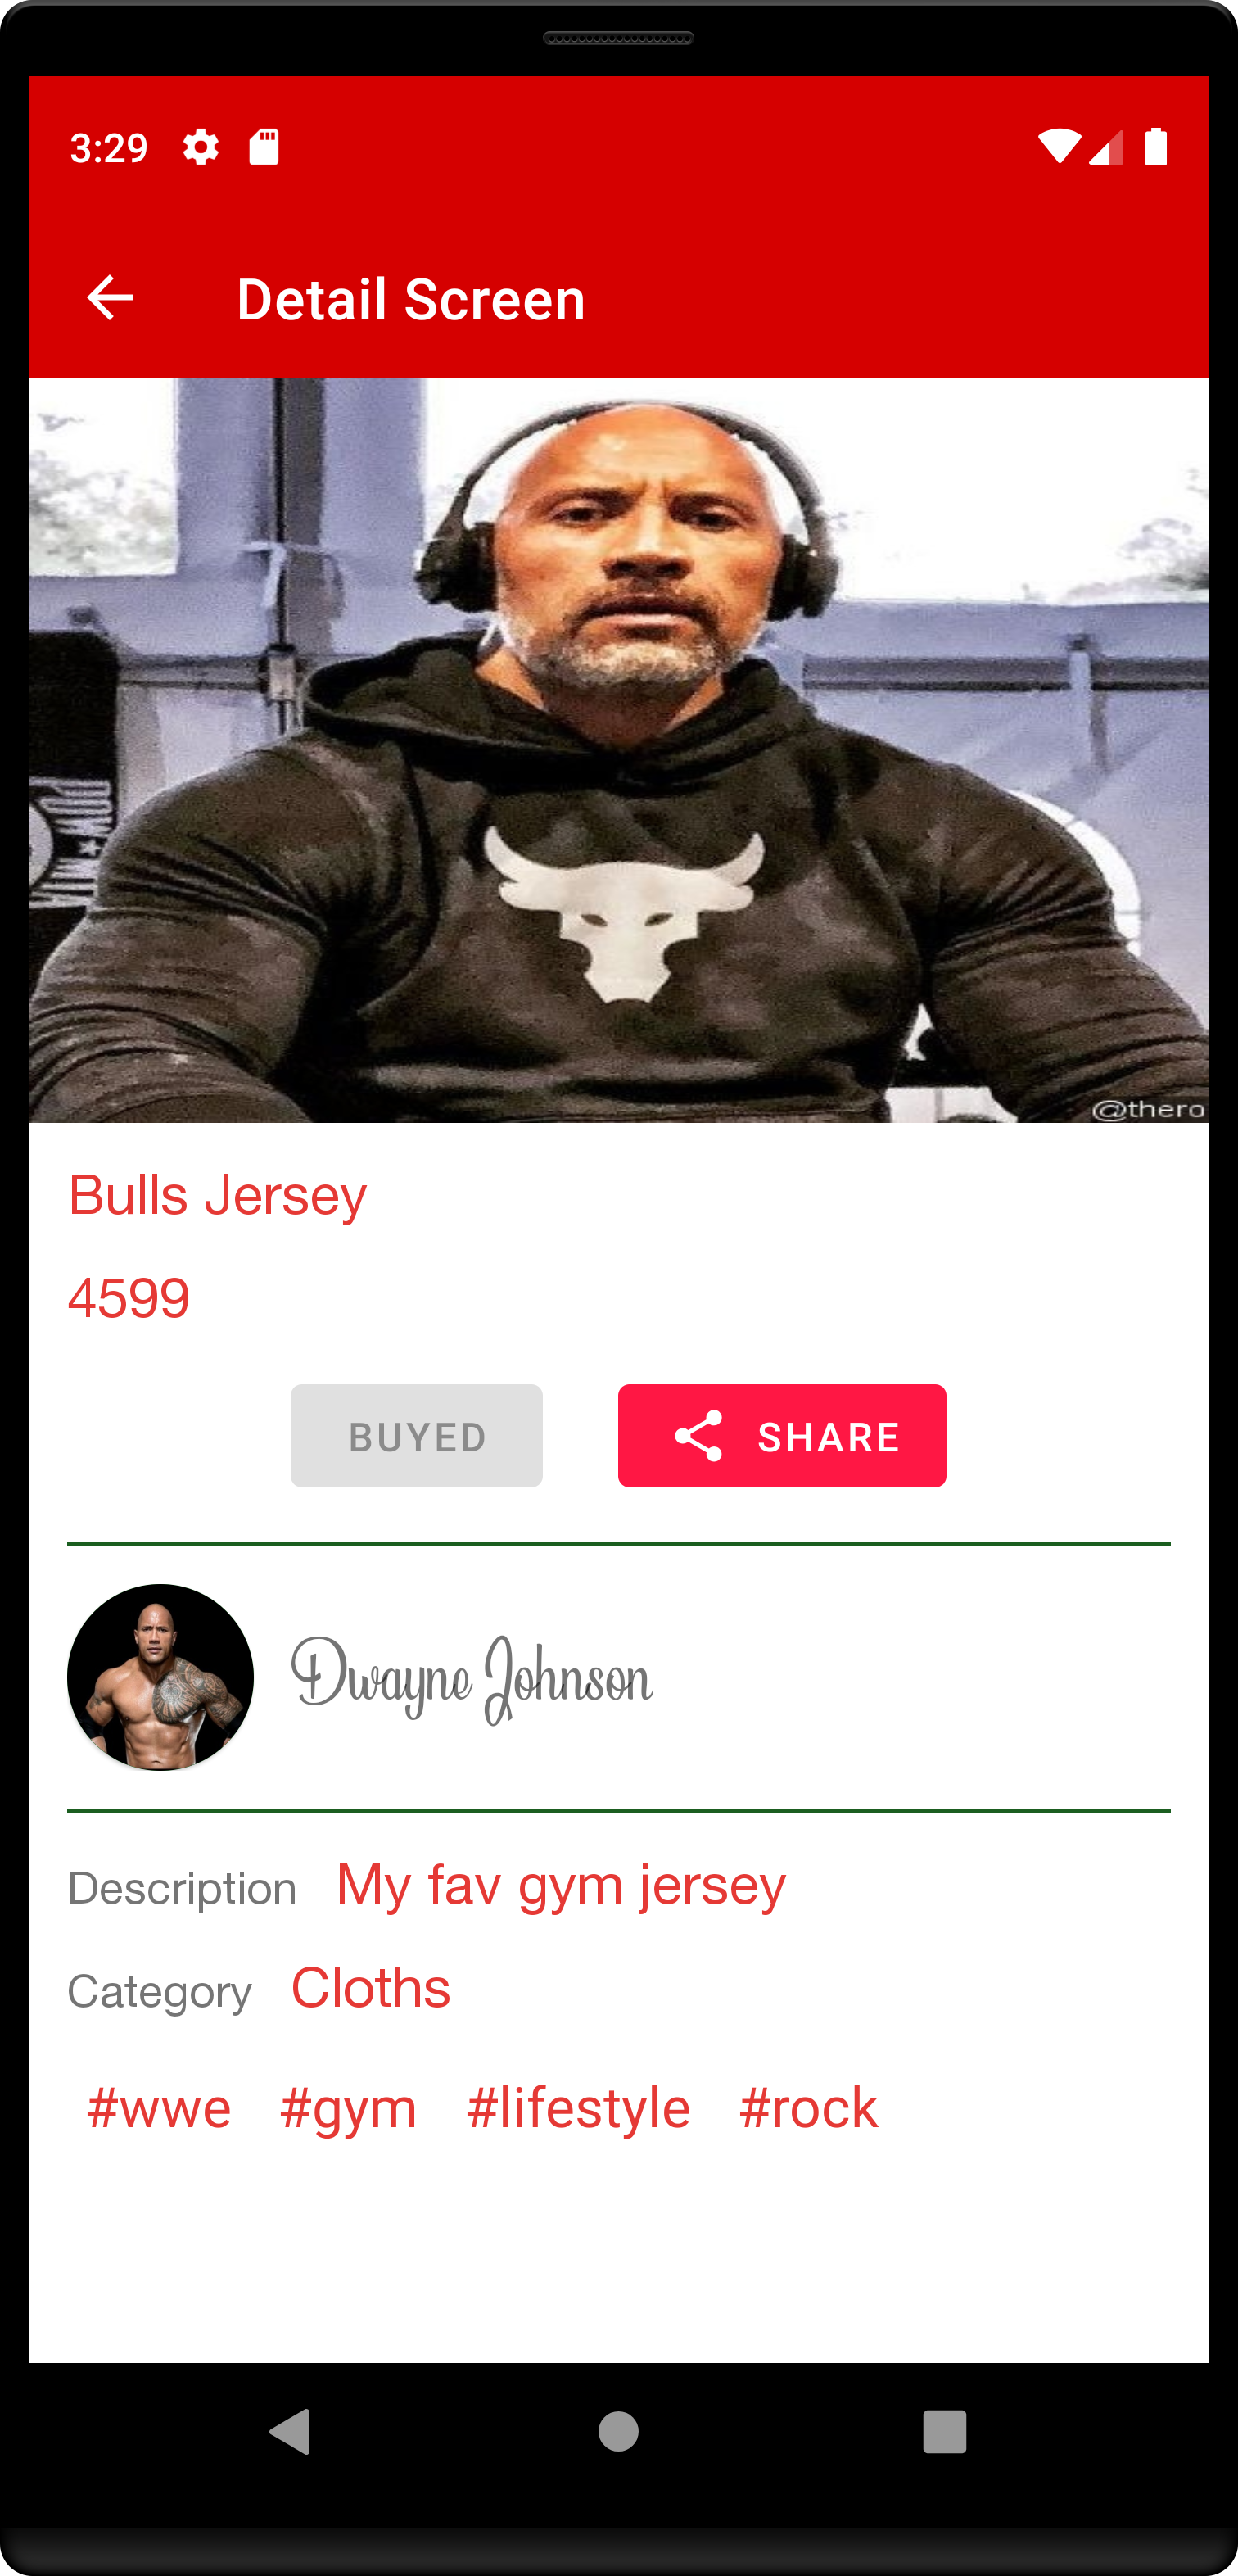 3:29
Detail Screen
@thero
Bulls Jersey
4599
BUYED
SHARE
Dwayne Johnson
Description My fav gym jersey
Category Cloths
#wwe #gym #lifestyle #rock